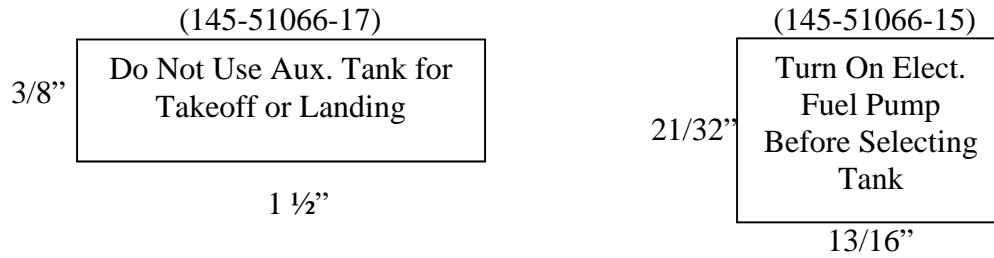 (145-51066-17)
3/8”
Do Not Use Aux. Tank for
Takeoff or Landing
1 ½”
(145-51066-15)
21/32”
Turn On Elect.
Fuel Pump
Before Selecting
Tank
13/16”